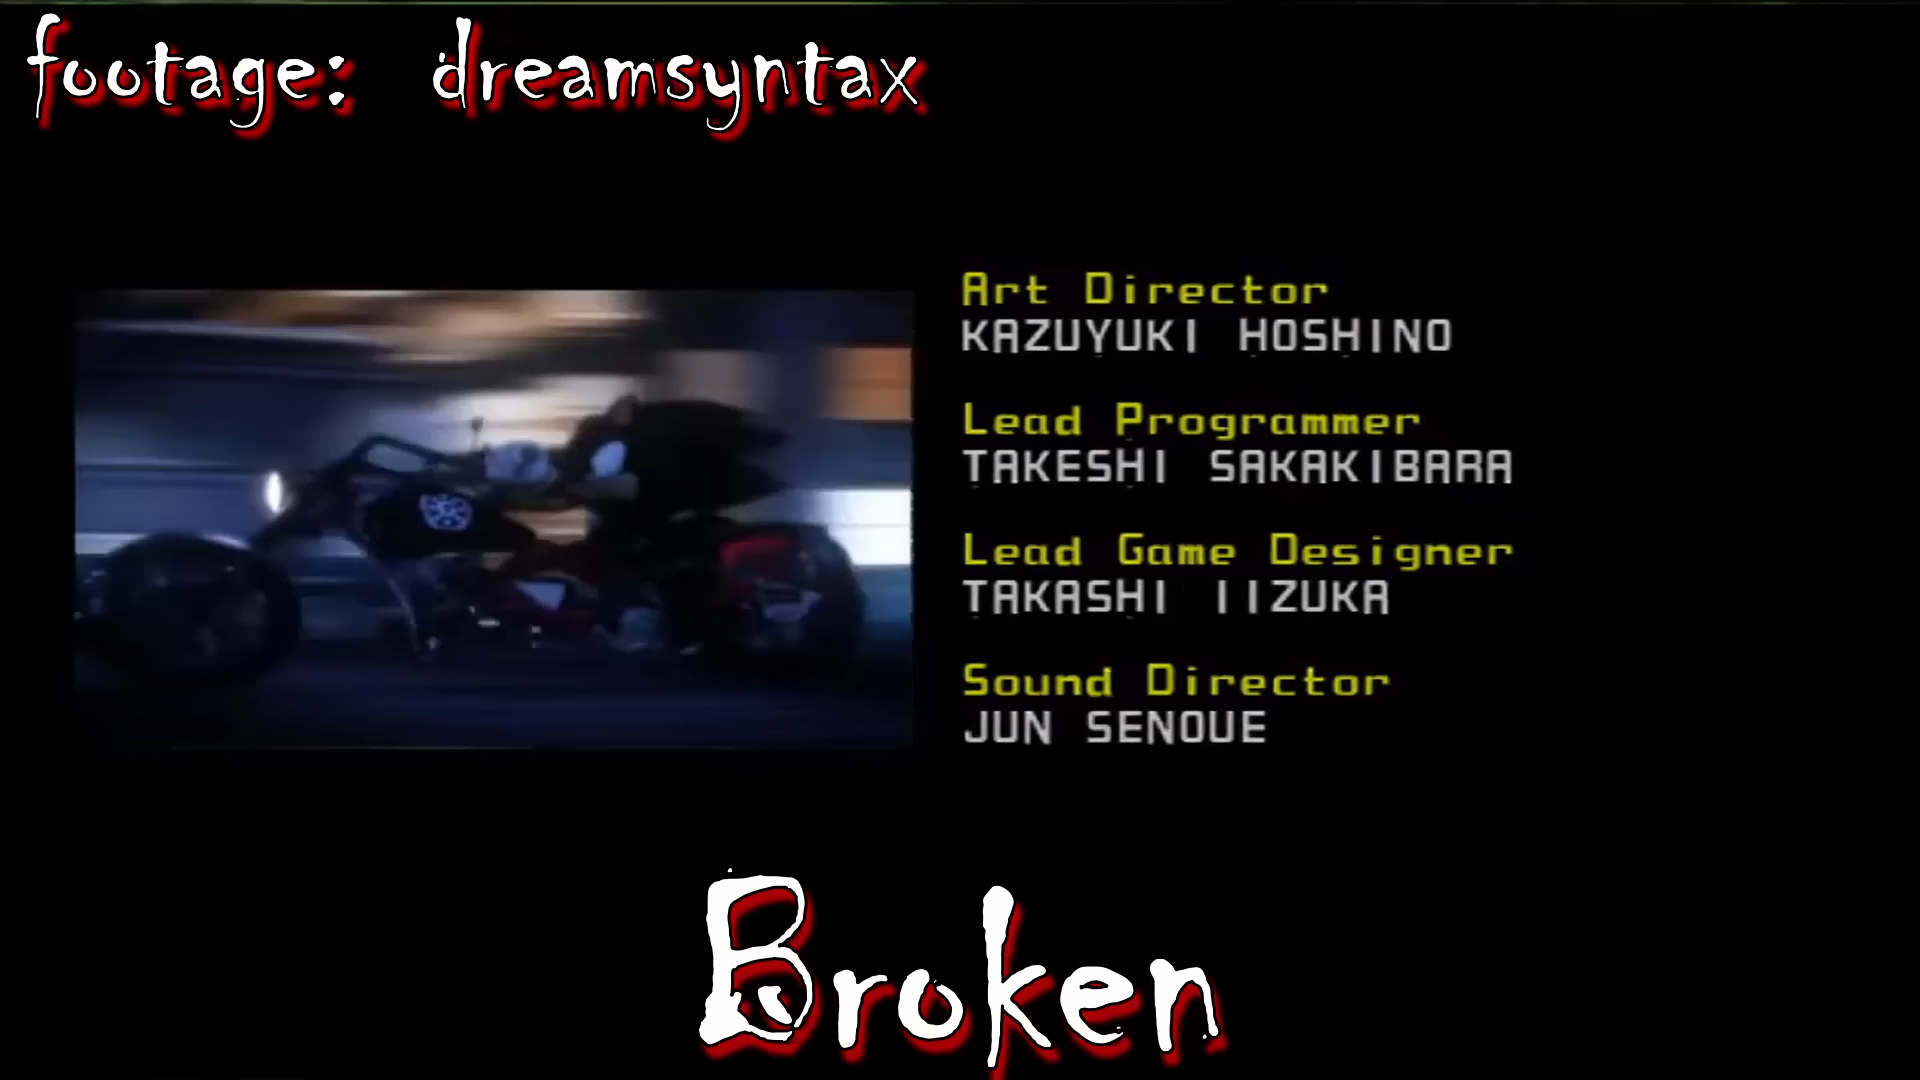 footage: dreamsyntax
Art Director
KAZUYUKI HOSHINO
Lead Programmer
TAKESHI SAKAKIBARA
Lead Game Designer
TAKASHI IIZUKA
Sound Director
JUN SENOUE
Broken